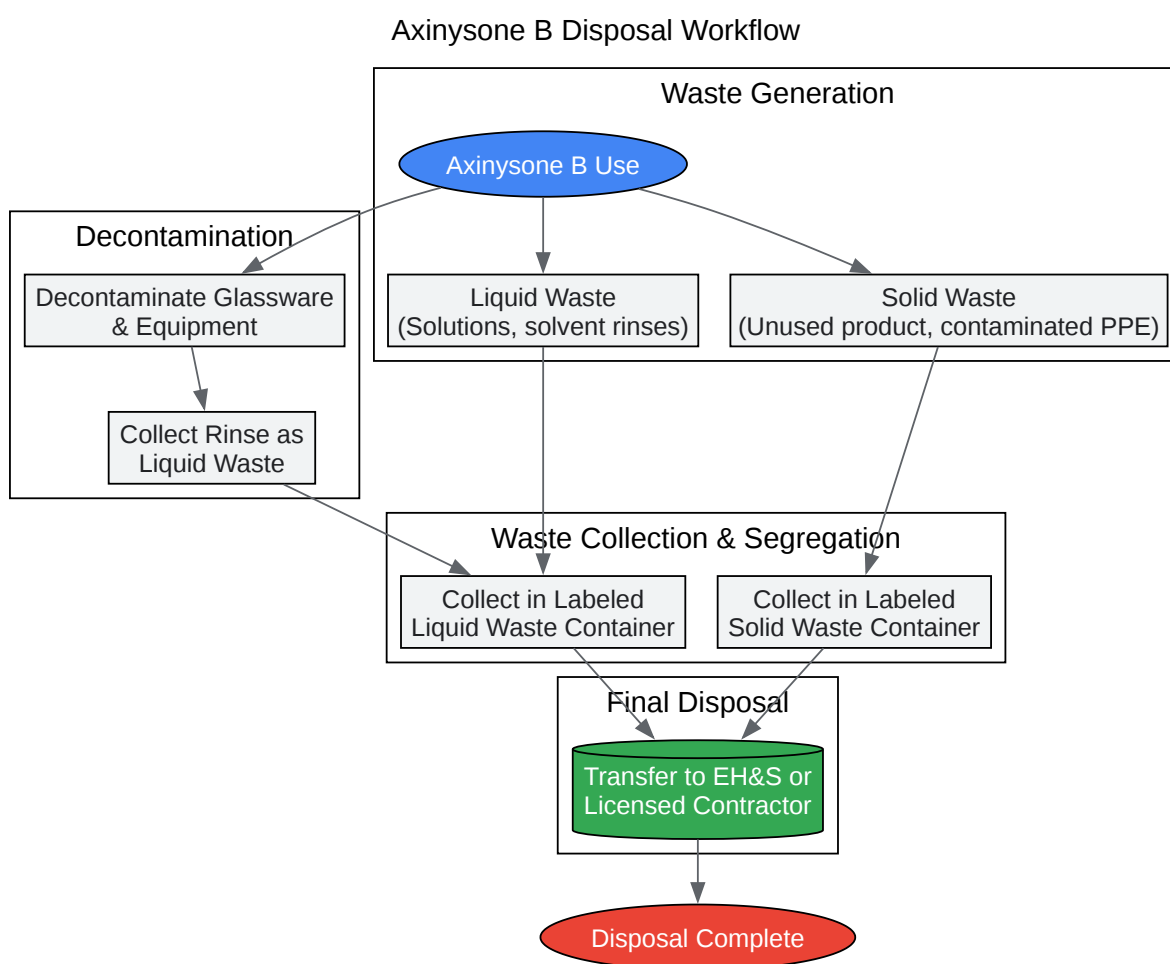 Axinysone B Disposal Workflow
Waste Generation
Axinysone B Use
Decontamination
Decontaminate Glassware
& Equipment
Liquid Waste
(Solutions, solvent rinses)
Solid Waste
(Unused product, contaminated PPE)
Collect Rinse as
Liquid Waste
Waste Collection & Segregation
Collect in Labeled
Liquid Waste Container
Collect in Labeled
Solid Waste Container
Final Disposal
Transfer to EH&S or
Licensed Contractor
Disposal Complete